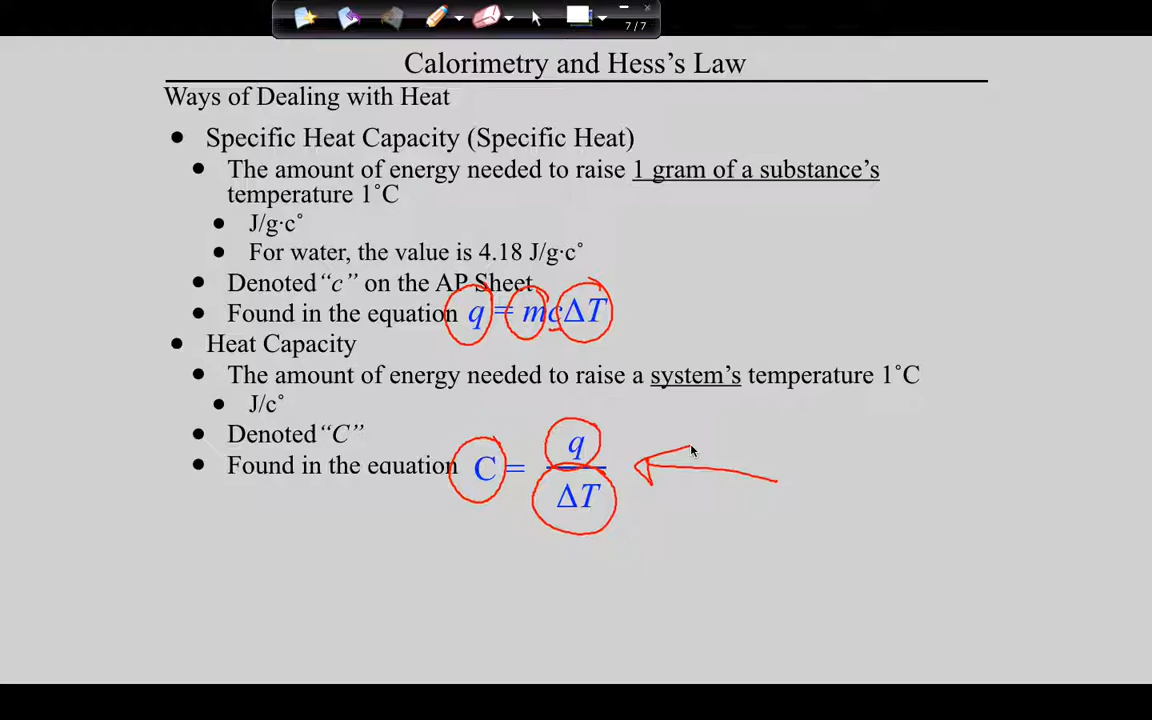 7/7
Calorimetry and Hess's Law
Ways of Dealing with Heat
• Specific Heat Capacity (Specific Heat)
• The amount of energy needed to raise 1 gram of a substance's
temperature 1˚C
• J/g·c˚
• For water, the value is 4.18 J/g·c˚
• Denoted “c” on the AP Sheet
• Found in the equation q = mcΔT
• Heat Capacity
• The amount of energy needed to raise a system's temperature 1˚C
• J/c˚
• Denoted “C”
• Found in the equation C = q
ΔT